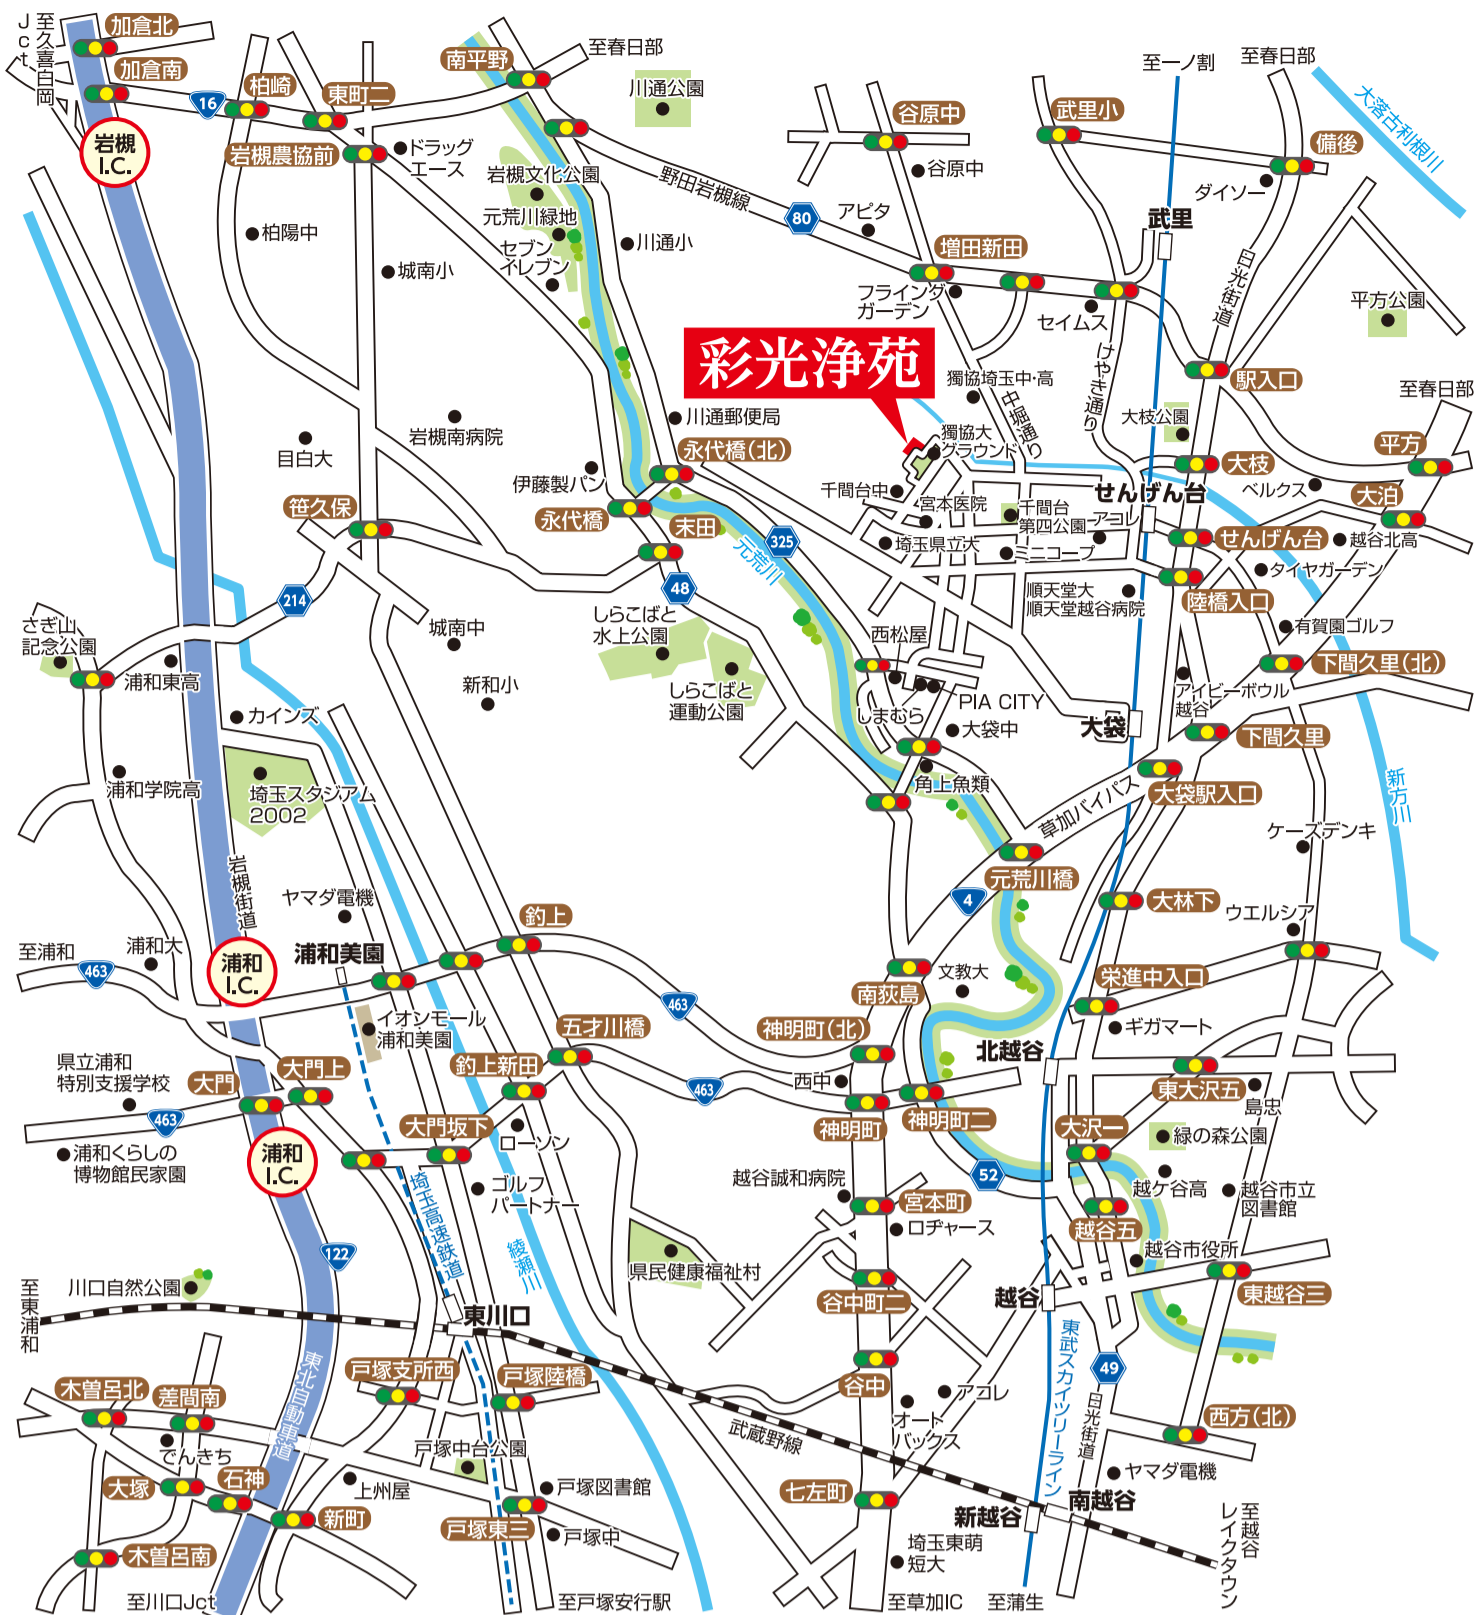 至久喜白岡
Jct
加倉北
加倉南
岩槻
I.C.
16
柏崎
東町二
岩槻農協前
ドラッグ
エース
南平野
至春日部
川通公園
岩槻文化公園
元荒川緑地
セブン
イレブン
川通小
野田岩槻線
80
アピタ
谷原中
谷原中
武里小
至一ノ割
至春日部
備後
ダイソー
大落古利根川
武里
日光街道
増田新田
フライング
ガーデン
セイムス
けやき通り
平方公園
駅入口
至春日部
柏陽中
城南小
彩光浄苑
獨協埼玉中・高
中堀通り
獨協大
グラウンド
大枝公園
大枝
平方
ベルクス
大泊
岩槻南病院
目白大
川通郵便局
永代橋(北)
伊藤製パン
永代橋
末田
元荒川
325
千間台中
宮本医院
埼玉県立大
千間台
第四公園
アコレ
ミニコープ
せんげん台
せんげん台
越谷北高
タイヤガーデン
陸橋入口
順天堂大
順天堂越谷病院
有賀園ゴルフ
下間久里(北)
笹久保
214
48
しらこばと
水上公園
しらこばと
運動公園
さぎ山
記念公園
浦和東高
カインズ
城南中
新和小
西松屋
PIA CITY
しまむら
大袋中
大袋
アイビーボウル
越谷
下間久里
大袋駅入口
角上魚類
草加バイパス
新方川
ケーズデンキ
浦和学院高
埼玉スタジアム
2002
岩槻街道
ヤマダ電機
元荒川橋
4
大林下
ウエルシア
至浦和
463
浦和大
浦和
I.C.
浦和美園
釣上
463
文教大
南荻島
栄進中入口
ギガマート
イオンモール
浦和美園
五才川橋
釣上新田
463
神明町(北)
西中
神明町
神明町二
北越谷
東大沢五
島忠
県立浦和
特別支援学校
大門
大門上
463
浦和くらしの
博物館民家園
浦和
I.C.
大門坂下
ローソン
ゴルフ
パートナー
大沢一
緑の森公園
52
越谷誠和病院
宮本町
ロヂャース
越ケ谷高
越谷市立
図書館
越谷五
越谷市役所
122
埼玉高速鉄道
綾瀬川
県民健康福祉村
谷中町二
越谷
東越谷三
川口自然公園
至東浦和
東川口
東武スカイツリーライン
49
日光街道
谷中
アコレ
オート
バックス
西方(北)
ヤマダ電機
木曽呂北
差間南
でんきち
東北自動車道
戸塚支所西
戸塚陸橋
武蔵野線
戸塚中台公園
大塚
石神
新町
上州屋
戸塚図書館
戸塚東三
戸塚中
七左町
新越谷
南越谷
埼玉東萌
短大
至越谷
レイクタウン
木曽呂南
至川口Jct
至戸塚安行駅
至草加IC
至蒲生